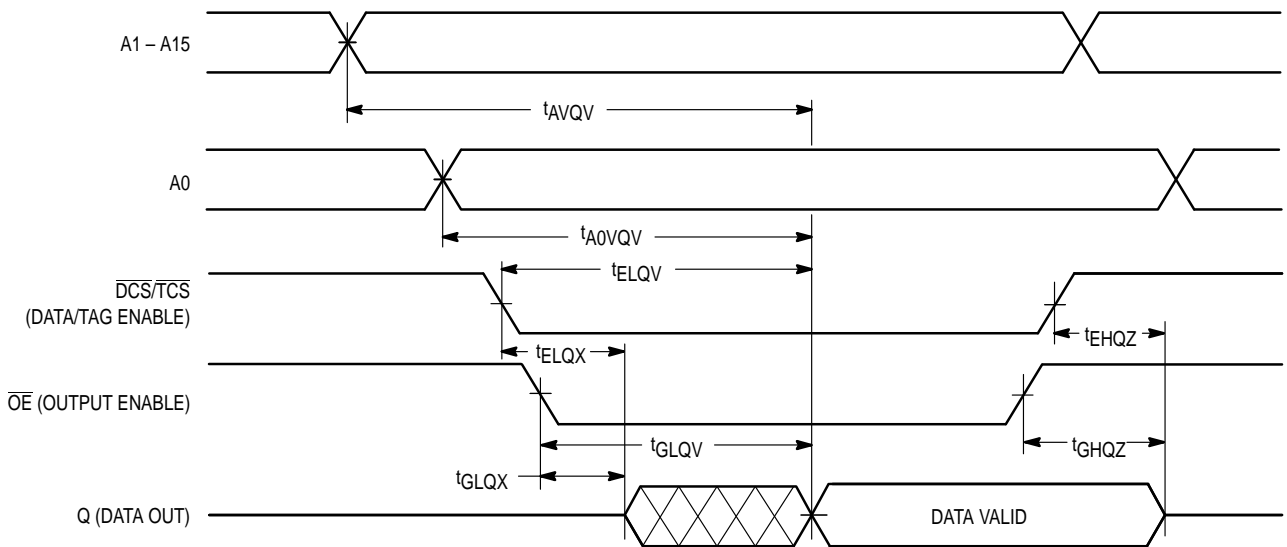 A1 – A15
tAVQV
A0
tA0VQV
tELQV
DCS/TCS
(DATA/TAG ENABLE)
tEHQZ
tELQX
OE (OUTPUT ENABLE)
tGLQV
tGHQZ
tGLQX
Q (DATA OUT)
DATA VALID